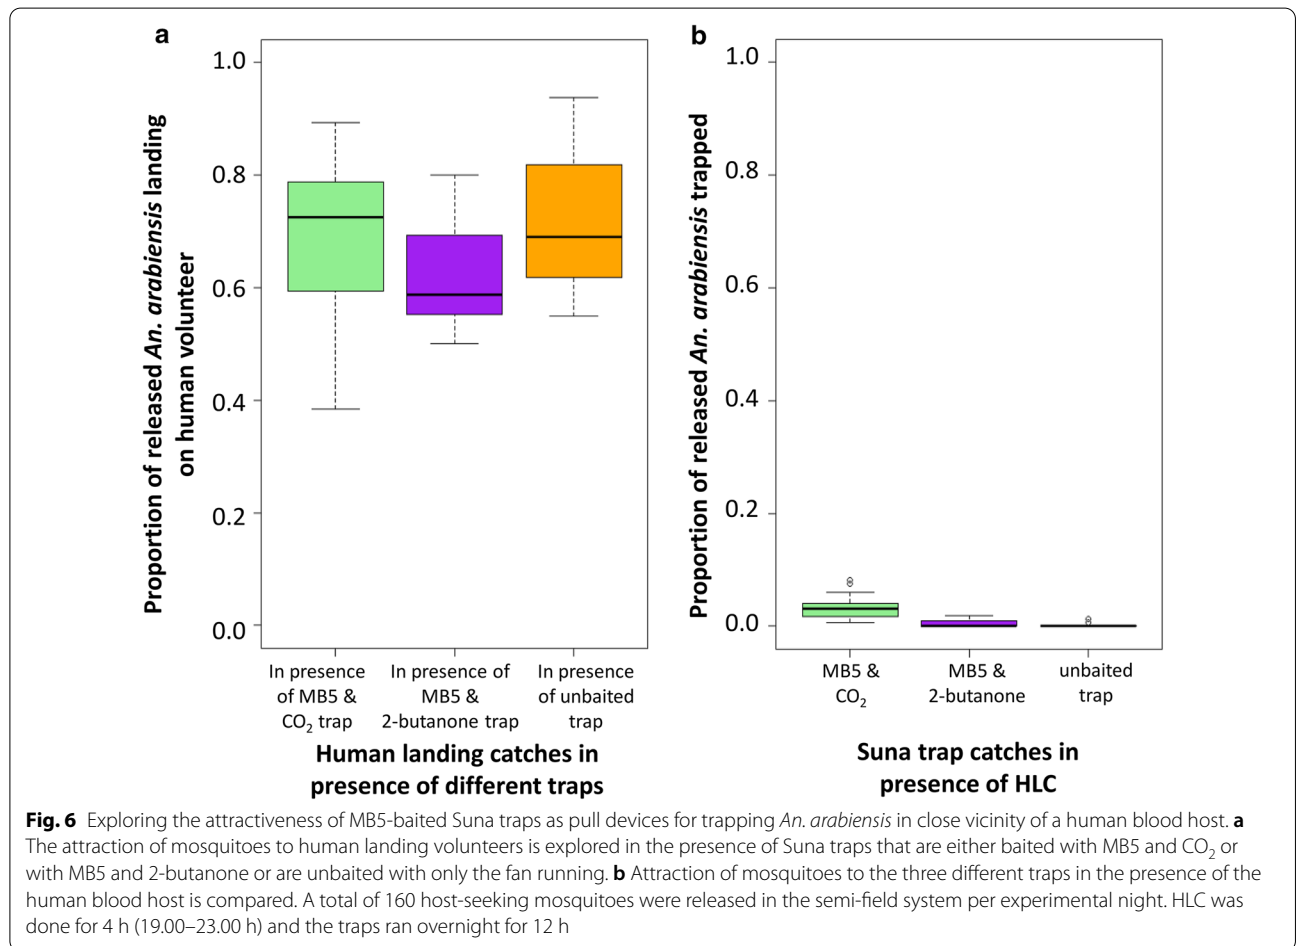 a
Proportion of released An. arabiensis landing
on human volunteer
1.0
0.8
0.6
0.4
0.2
0.0
In presence
of MB5 &
CO₂ trap
In presence of
MB5 &
2-butanone trap
In presence
of unbaited
trap
Human landing catches in
presence of different traps
b
Proportion of released An. arabiensis trapped
1.0
0.8
0.6
0.4
0.2
0.0
MB5 &
CO₂
MB5 &
2-butanone
unbaited
trap
Suna trap catches in
presence of HLC
Fig. 6 Exploring the attractiveness of MB5-baited Suna traps as pull devices for trapping An. arabiensis in close vicinity of a human blood host. a
The attraction of mosquitoes to human landing volunteers is explored in the presence of Suna traps that are either baited with MB5 and CO₂ or
with MB5 and 2-butanone or are unbaited with only the fan running. b Attraction of mosquitoes to the three different traps in the presence of the
human blood host is compared. A total of 160 host-seeking mosquitoes were released in the semi-field system per experimental night. HLC was
done for 4 h (19.00–23.00 h) and the traps ran overnight for 12 h